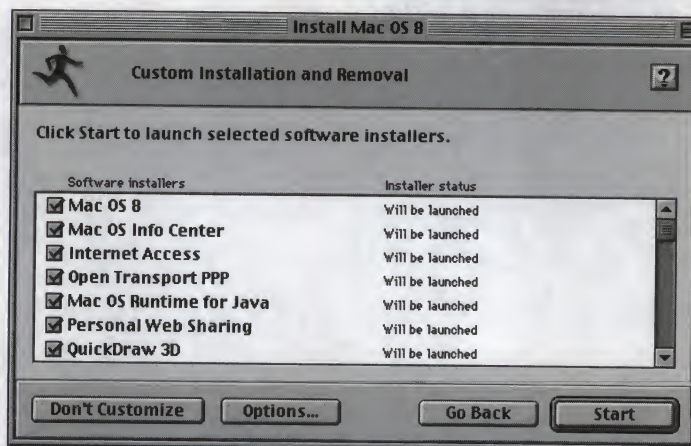 Install Mac OS 8
Custom Installation and Removal
?
Click Start to launch selected software installers.
Software installers Installer status
Mac OS 8 Will be launched
Mac OS Info Center Will be launched
Internet Access Will be launched
Open Transport PPP Will be launched
Mac OS Runtime for Java Will be launched
Personal Web Sharing Will be launched
QuickDraw 3D Will be launched
Don't Customize Options... Go Back Start